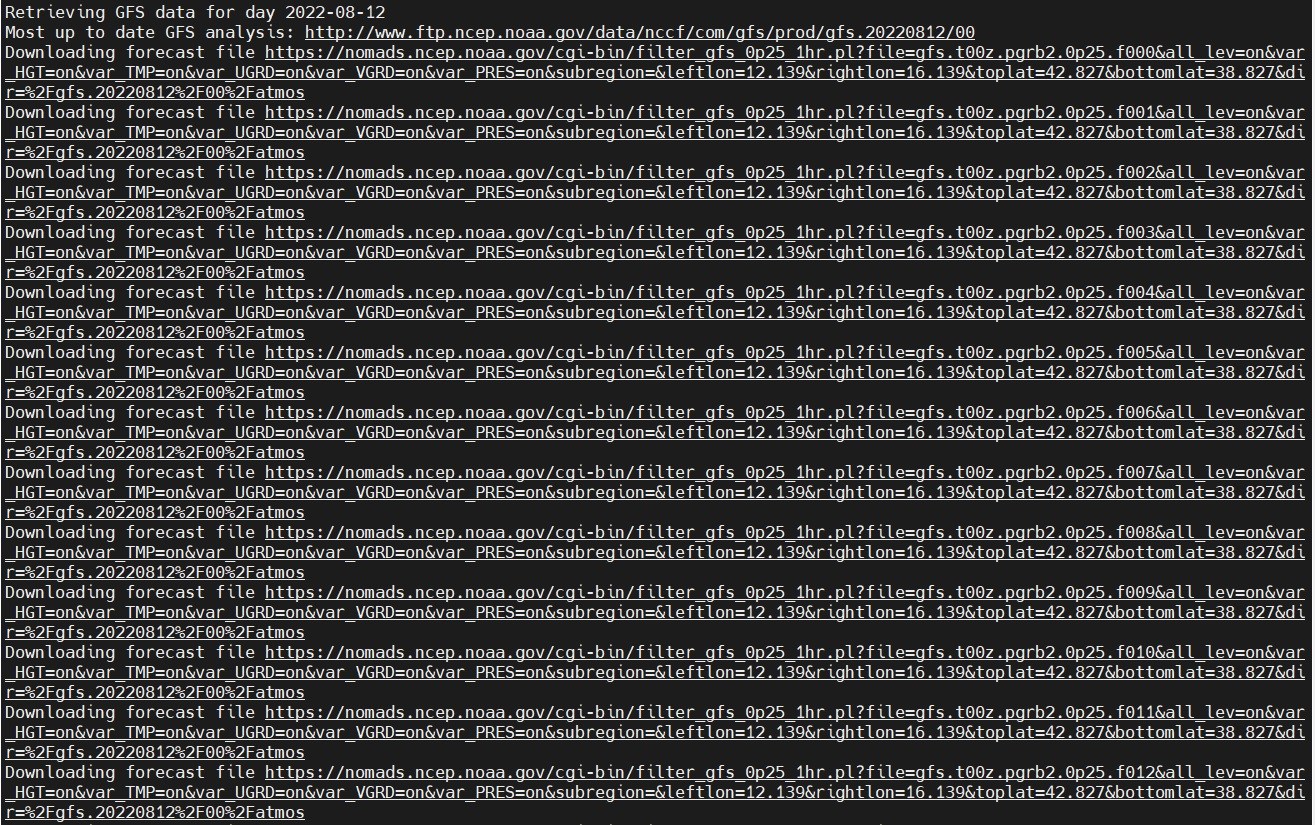 Retrieving GFS data for day 2022-08-12
Most up to date GFS analysis: http://www.ftp.ncep.noaa.gov/data/nccf/com/gfs/prod/gfs.20220812/00
Downloading forecast file https://nomads.ncep.noaa.gov/cgi-bin/filter_gfs_0p25_1hr.pl?file=gfs.t00z.pgrb2.0p25.f000&all_lev=on&var
_HGT=on&var_TMP=on&var_UGRD=on&var_VGRD=on&var_PRES=on&subregion=&leftlon=12.139&rightlon=16.139&toplat=42.827&bottomlat=38.827&di
r=%2Fgfs.20220812%2F00%2Fatmos
Downloading forecast file https://nomads.ncep.noaa.gov/cgi-bin/filter_gfs_0p25_1hr.pl?file=gfs.t00z.pgrb2.0p25.f001&all_lev=on&var
_HGT=on&var_TMP=on&var_UGRD=on&var_VGRD=on&var_PRES=on&subregion=&leftlon=12.139&rightlon=16.139&toplat=42.827&bottomlat=38.827&di
r=%2Fgfs.20220812%2F00%2Fatmos
Downloading forecast file https://nomads.ncep.noaa.gov/cgi-bin/filter_gfs_0p25_1hr.pl?file=gfs.t00z.pgrb2.0p25.f002&all_lev=on&var
_HGT=on&var_TMP=on&var_UGRD=on&var_VGRD=on&var_PRES=on&subregion=&leftlon=12.139&rightlon=16.139&toplat=42.827&bottomlat=38.827&di
r=%2Fgfs.20220812%2F00%2Fatmos
Downloading forecast file https://nomads.ncep.noaa.gov/cgi-bin/filter_gfs_0p25_1hr.pl?file=gfs.t00z.pgrb2.0p25.f003&all_lev=on&var
_HGT=on&var_TMP=on&var_UGRD=on&var_VGRD=on&var_PRES=on&subregion=&leftlon=12.139&rightlon=16.139&toplat=42.827&bottomlat=38.827&di
r=%2Fgfs.20220812%2F00%2Fatmos
Downloading forecast file https://nomads.ncep.noaa.gov/cgi-bin/filter_gfs_0p25_1hr.pl?file=gfs.t00z.pgrb2.0p25.f004&all_lev=on&var
_HGT=on&var_TMP=on&var_UGRD=on&var_VGRD=on&var_PRES=on&subregion=&leftlon=12.139&rightlon=16.139&toplat=42.827&bottomlat=38.827&di
r=%2Fgfs.20220812%2F00%2Fatmos
Downloading forecast file https://nomads.ncep.noaa.gov/cgi-bin/filter_gfs_0p25_1hr.pl?file=gfs.t00z.pgrb2.0p25.f005&all_lev=on&var
_HGT=on&var_TMP=on&var_UGRD=on&var_VGRD=on&var_PRES=on&subregion=&leftlon=12.139&rightlon=16.139&toplat=42.827&bottomlat=38.827&di
r=%2Fgfs.20220812%2F00%2Fatmos
Downloading forecast file https://nomads.ncep.noaa.gov/cgi-bin/filter_gfs_0p25_1hr.pl?file=gfs.t00z.pgrb2.0p25.f006&all_lev=on&var
_HGT=on&var_TMP=on&var_UGRD=on&var_VGRD=on&var_PRES=on&subregion=&leftlon=12.139&rightlon=16.139&toplat=42.827&bottomlat=38.827&di
r=%2Fgfs.20220812%2F00%2Fatmos
Downloading forecast file https://nomads.ncep.noaa.gov/cgi-bin/filter_gfs_0p25_1hr.pl?file=gfs.t00z.pgrb2.0p25.f007&all_lev=on&var
_HGT=on&var_TMP=on&var_UGRD=on&var_VGRD=on&var_PRES=on&subregion=&leftlon=12.139&rightlon=16.139&toplat=42.827&bottomlat=38.827&di
r=%2Fgfs.20220812%2F00%2Fatmos
Downloading forecast file https://nomads.ncep.noaa.gov/cgi-bin/filter_gfs_0p25_1hr.pl?file=gfs.t00z.pgrb2.0p25.f008&all_lev=on&var
_HGT=on&var_TMP=on&var_UGRD=on&var_VGRD=on&var_PRES=on&subregion=&leftlon=12.139&rightlon=16.139&toplat=42.827&bottomlat=38.827&di
r=%2Fgfs.20220812%2F00%2Fatmos
Downloading forecast file https://nomads.ncep.noaa.gov/cgi-bin/filter_gfs_0p25_1hr.pl?file=gfs.t00z.pgrb2.0p25.f009&all_lev=on&var
_HGT=on&var_TMP=on&var_UGRD=on&var_VGRD=on&var_PRES=on&subregion=&leftlon=12.139&rightlon=16.139&toplat=42.827&bottomlat=38.827&di
r=%2Fgfs.20220812%2F00%2Fatmos
Downloading forecast file https://nomads.ncep.noaa.gov/cgi-bin/filter_gfs_0p25_1hr.pl?file=gfs.t00z.pgrb2.0p25.f010&all_lev=on&var
_HGT=on&var_TMP=on&var_UGRD=on&var_VGRD=on&var_PRES=on&subregion=&leftlon=12.139&rightlon=16.139&toplat=42.827&bottomlat=38.827&di
r=%2Fgfs.20220812%2F00%2Fatmos
Downloading forecast file https://nomads.ncep.noaa.gov/cgi-bin/filter_gfs_0p25_1hr.pl?file=gfs.t00z.pgrb2.0p25.f011&all_lev=on&var
_HGT=on&var_TMP=on&var_UGRD=on&var_VGRD=on&var_PRES=on&subregion=&leftlon=12.139&rightlon=16.139&toplat=42.827&bottomlat=38.827&di
r=%2Fgfs.20220812%2F00%2Fatmos
Downloading forecast file https://nomads.ncep.noaa.gov/cgi-bin/filter_gfs_0p25_1hr.pl?file=gfs.t00z.pgrb2.0p25.f012&all_lev=on&var
_HGT=on&var_TMP=on&var_UGRD=on&var_VGRD=on&var_PRES=on&subregion=&leftlon=12.139&rightlon=16.139&toplat=42.827&bottomlat=38.827&di
r=%2Fgfs.20220812%2F00%2Fatmos